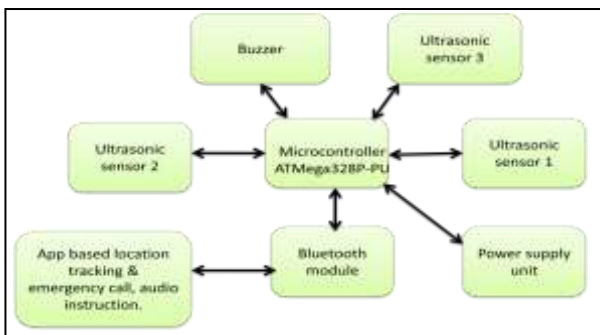 Buzzer
Ultrasonic
sensor 3
Ultrasonic
sensor 2
Microcontroller
ATMega328P-PU
Ultrasonic
sensor 1
App based location
tracking &
emergency call, audio
instruction.
Bluetooth
module
Power supply
unit